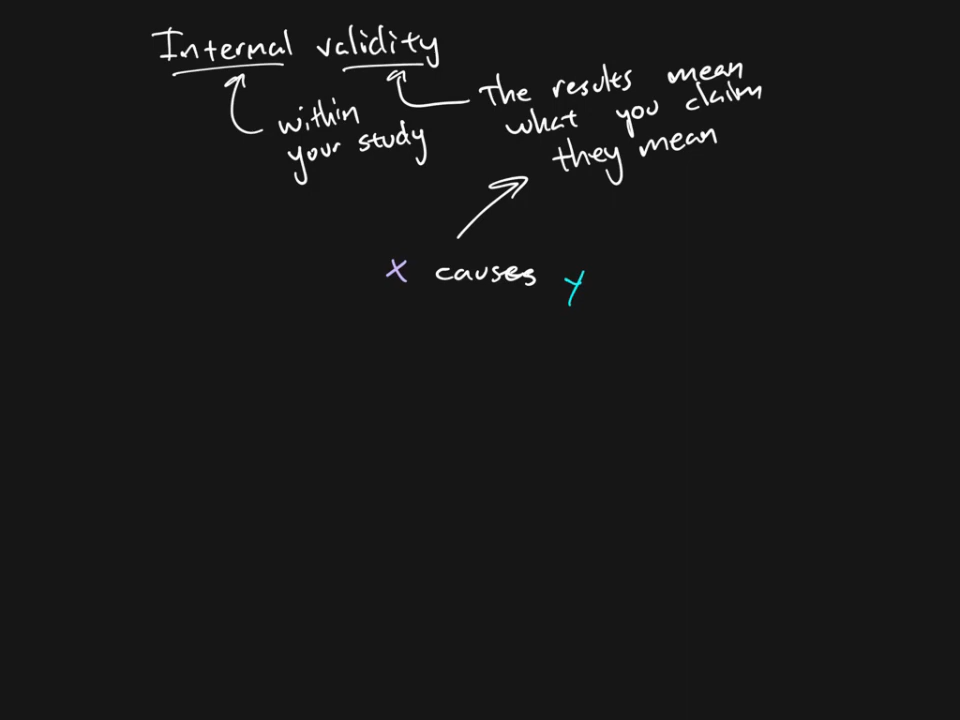 Internal validity
within
your study
The results mean
what you claim
they mean
X causes Y